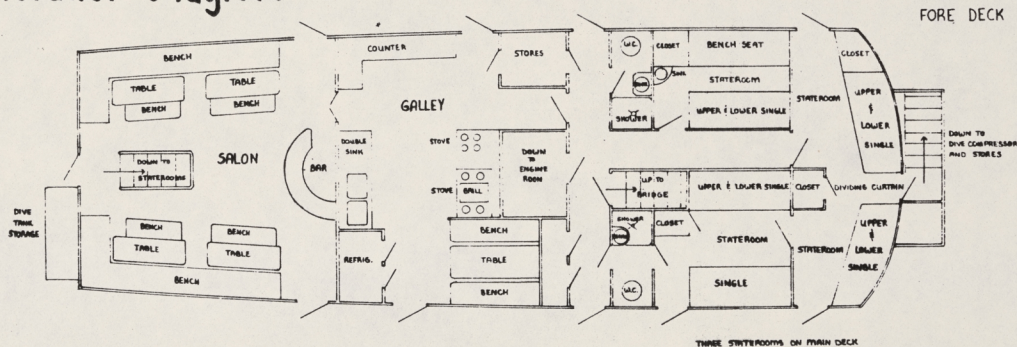 FORE DECK
BENCH
COUNTER
STORES
W.C.
CLOSET
BENCH SEAT
CLOSET
TABLE
TABLE
BENCH
BENCH
GALLEY
SINK
STATEROOM
STATEROOM
UPPER
&
LOWER
SINGLE
SHOWER
UPPER & LOWER SINGLE
DOWN TO
DIVE COMPRESSOR
AND STORES
SALON
DOWN TO
STATEROOMS
BAR
DOUBLE
SINK
STOVE
DOWN
TO
ENGINE
ROOM
STOVE
GRILL
UP TO
BRIDGE
UPPER & LOWER SINGLE
CLOSET
DIVIDING CURTAIN
DIVE
TANK
STORAGE
BENCH
BENCH
TABLE
TABLE
BENCH
REFRIG.
BENCH
TABLE
BENCH
SHOWER
CLOSET
STATEROOM
STATEROOM
UPPER
&
LOWER
SINGLE
W.C.
SINGLE
THREE STATEROOMS ON MAIN DECK